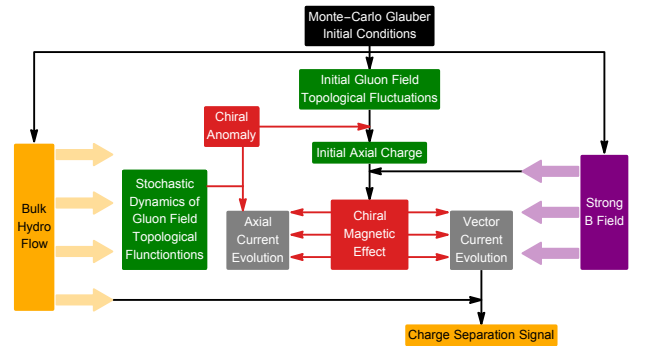 Monte-Carlo Glauber
Initial Conditions
Initial Gluon Field
Topological Fluctuations
Chiral
Anomaly
Initial Axial Charge
Bulk
Hydro
Flow
Stochastic
Dynamics of
Gluon Field
Topological
Flunctiontions
Axial
Current
Evolution
Chiral
Magnetic
Effect
Vector
Current
Evolution
Strong
B Field
Charge Separation Signal